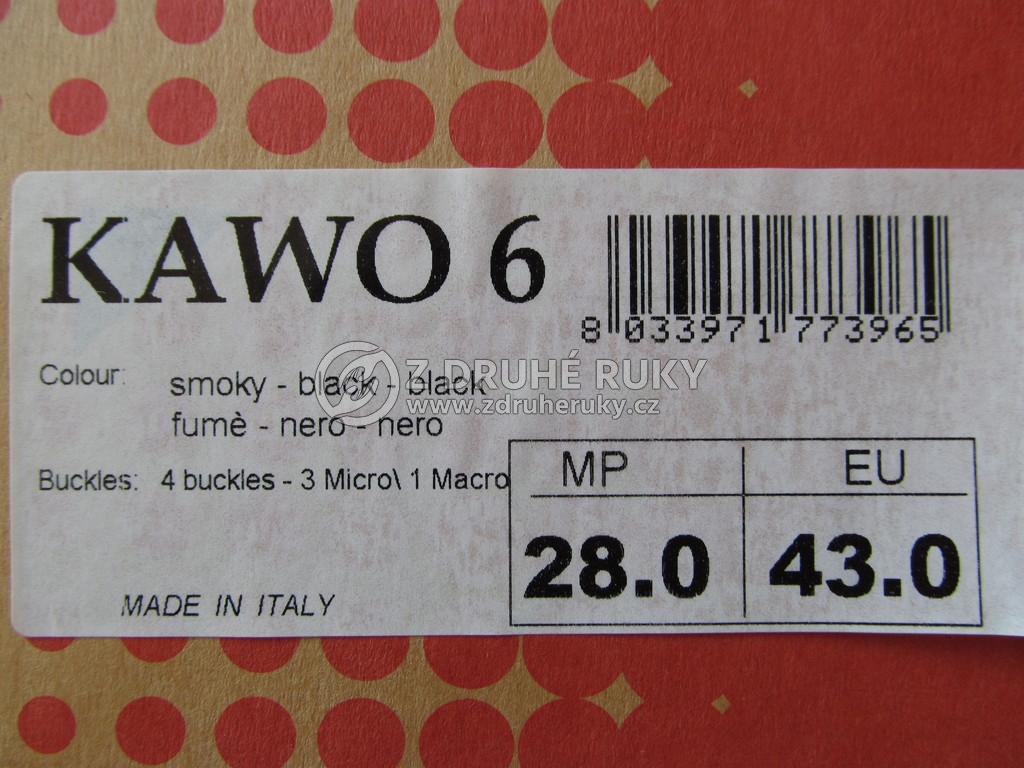 KAWO 6
8 033971 773965
Colour: smoky - black - black
fumè - nero - nero
Z DRUHÉ RUKY
www.zdruheruky.cz
Buckles: 4 buckles - 3 Micro\ 1 Macro
MP EU
28.0 43.0
MADE IN ITALY